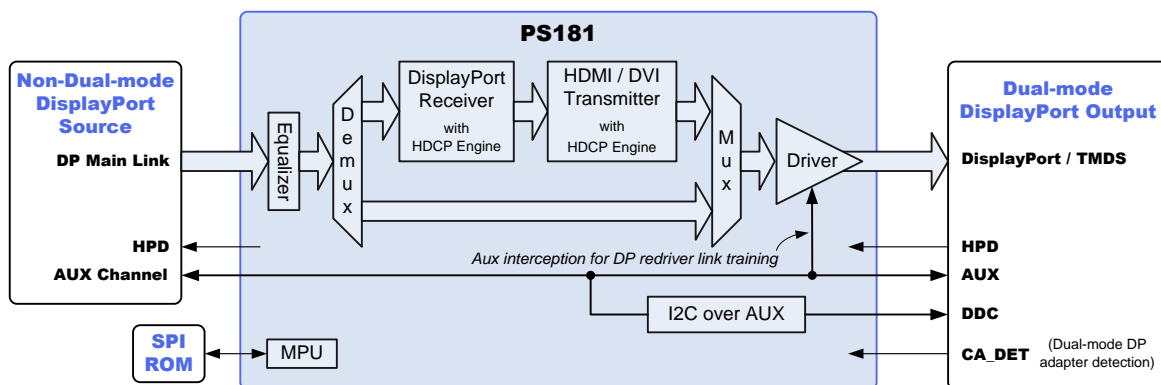 PS181
Non-Dual-mode
DisplayPort
Source
DP Main Link
HPD
AUX Channel
Equalizer
Demux
DisplayPort
Receiver
with
HDCP Engine
HDMI / DVI
Transmitter
with
HDCP Engine
Mux
Driver
Aux interception for DP redriver link training
I2C over AUX
SPI
ROM
MPU
Dual-mode
DisplayPort Output
DisplayPort / TMDS
HPD
AUX
DDC
CA_DET
(Dual-mode DP
adapter detection)